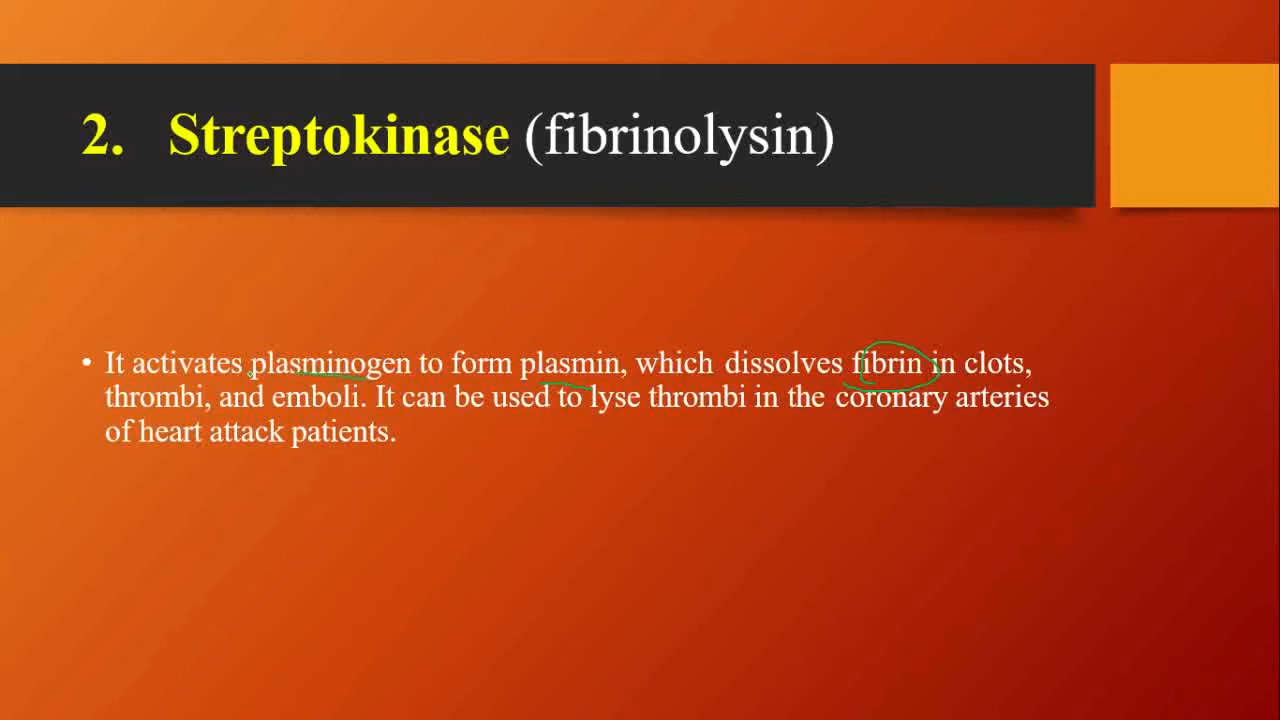 2. Streptokinase (fibrinolysin)
• It activates plasminogen to form plasmin, which dissolves fibrin in clots,
thrombi, and emboli. It can be used to lyse thrombi in the coronary arteries
of heart attack patients.